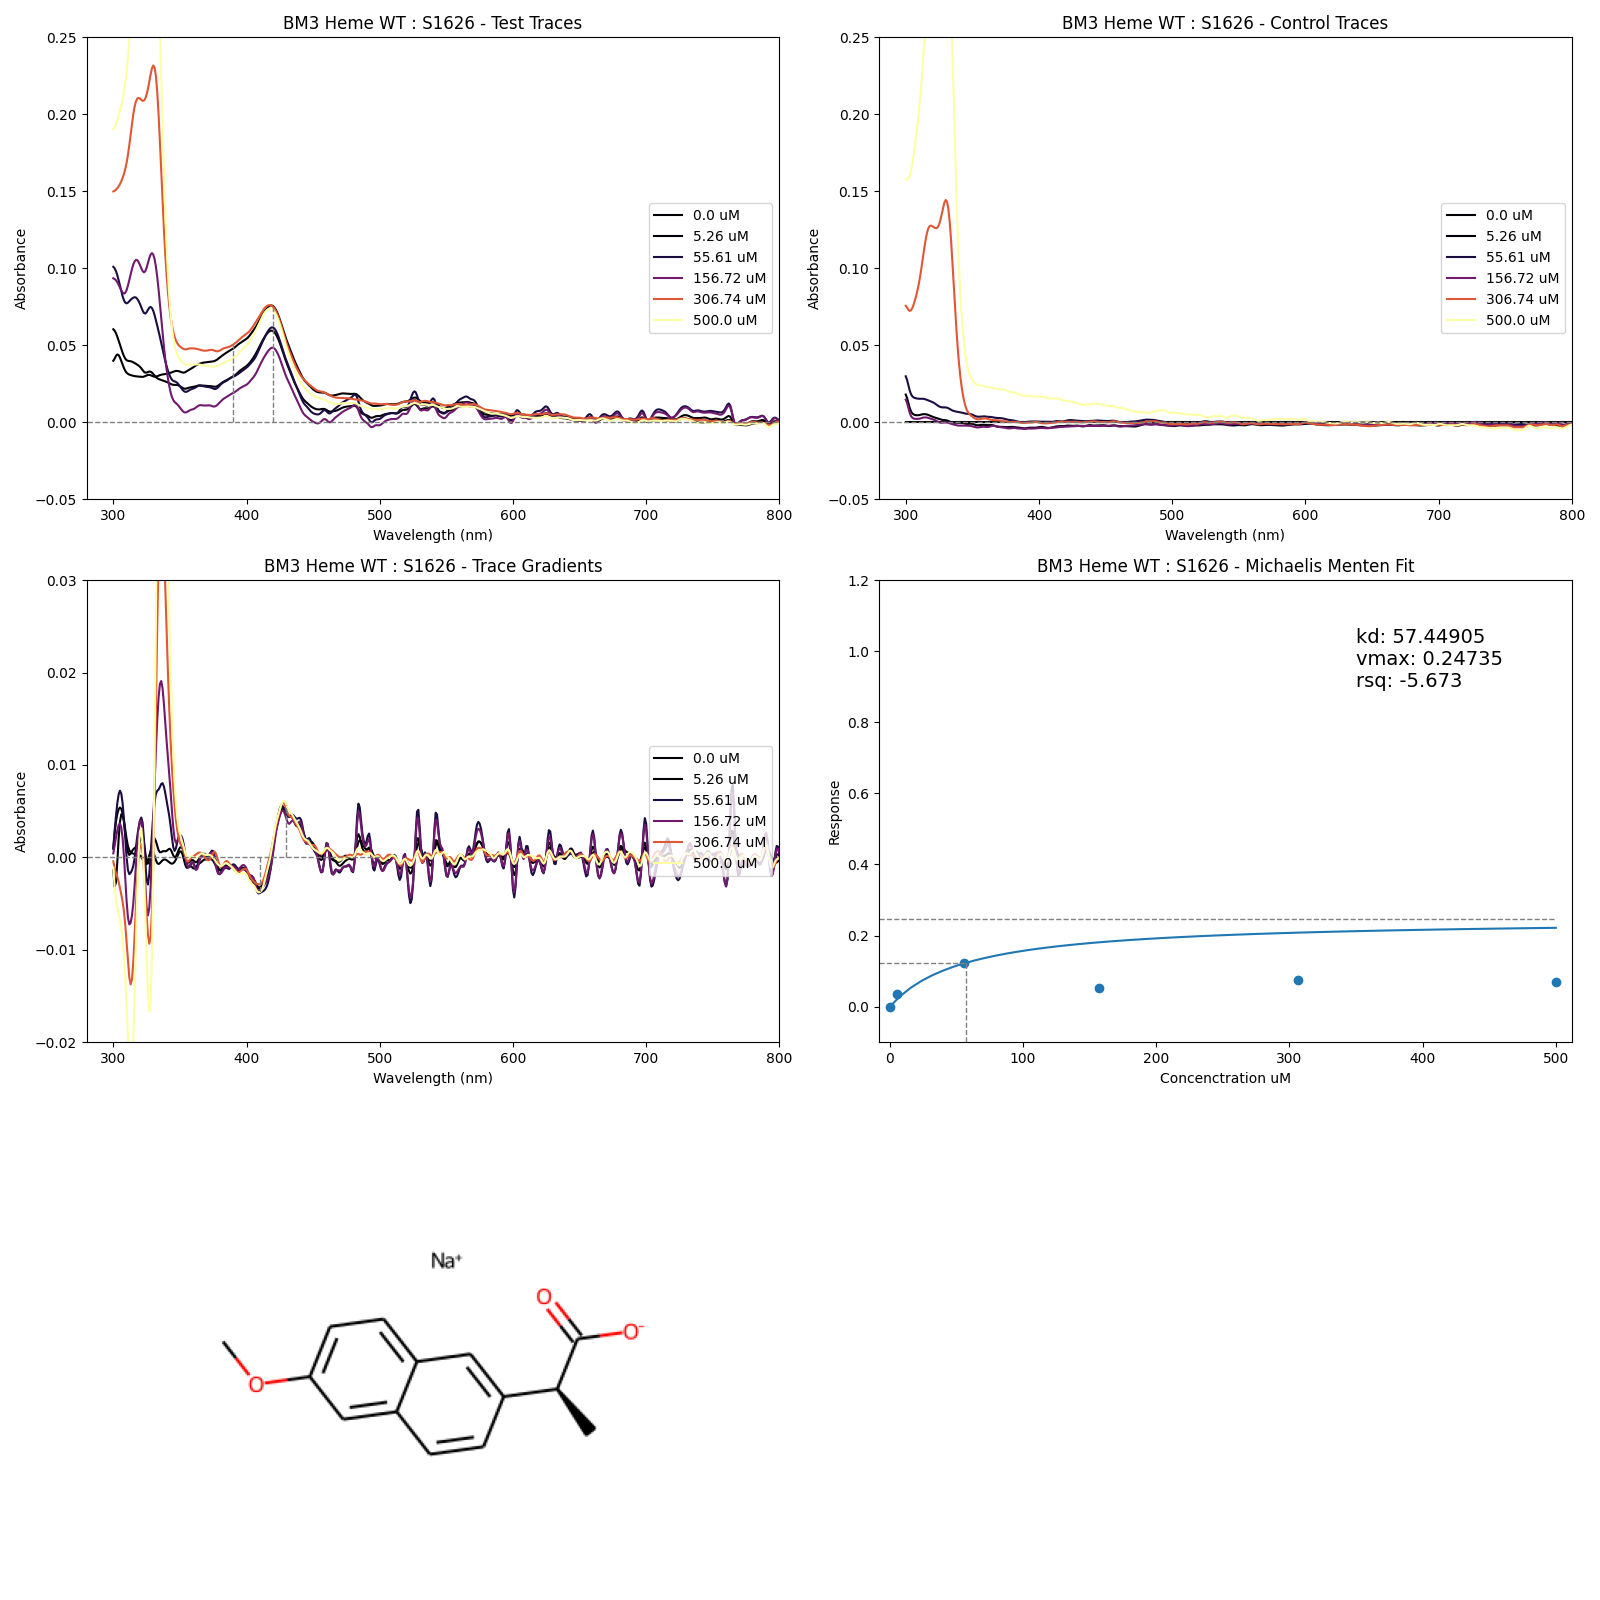 BM3 Heme WT : S1626 - Test Traces
Absorbance
0.25
0.20
0.15
0.10
0.05
0.00
−0.05
300 400 500 600 700 800
Wavelength (nm)
0.0 uM
5.26 uM
55.61 uM
156.72 uM
306.74 uM
500.0 uM
BM3 Heme WT : S1626 - Control Traces
Absorbance
0.25
0.20
0.15
0.10
0.05
0.00
−0.05
300 400 500 600 700 800
Wavelength (nm)
0.0 uM
5.26 uM
55.61 uM
156.72 uM
306.74 uM
500.0 uM
BM3 Heme WT : S1626 - Trace Gradients
Absorbance
0.03
0.02
0.01
0.00
−0.01
−0.02
300 400 500 600 700 800
Wavelength (nm)
0.0 uM
5.26 uM
55.61 uM
156.72 uM
306.74 uM
500.0 uM
BM3 Heme WT : S1626 - Michaelis Menten Fit
Response
1.2
1.0
0.8
0.6
0.4
0.2
0.0
0 100 200 300 400 500
Concenctration uM
kd: 57.44905
vmax: 0.24735
rsq: -5.673
Na⁺
O
O⁻
O